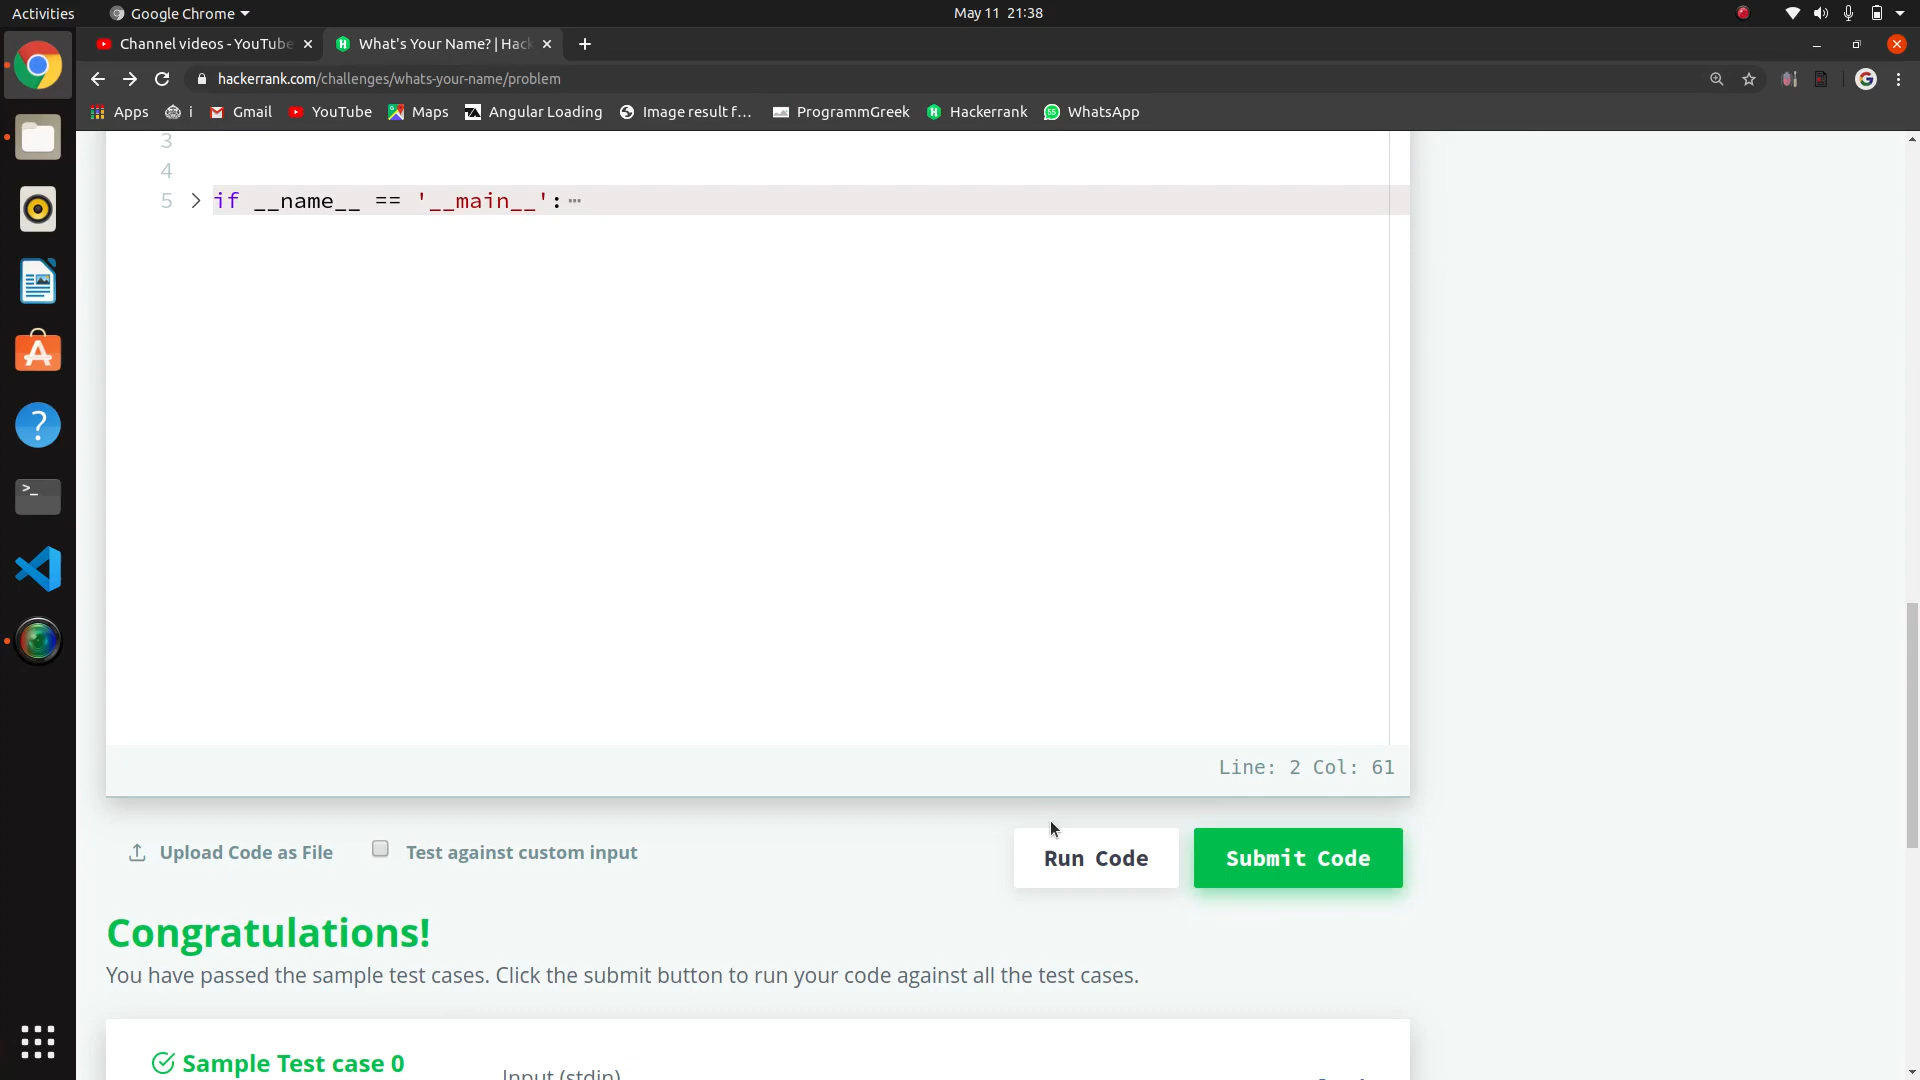 Activities Google Chrome May 11 21:38
Channel videos - YouTube What's Your Name? | Hack
hackerrank.com/challenges/whats-your-name/problem
Apps i Gmail YouTube Maps Angular Loading Image result f... ProgrammGreek Hackerrank WhatsApp
3
4
5 if __name__ == '__main__':
Line: 2 Col: 61
Upload Code as File Test against custom input Run Code Submit Code
Congratulations!
You have passed the sample test cases. Click the submit button to run your code against all the test cases.
Sample Test case 0
Input (stdin)